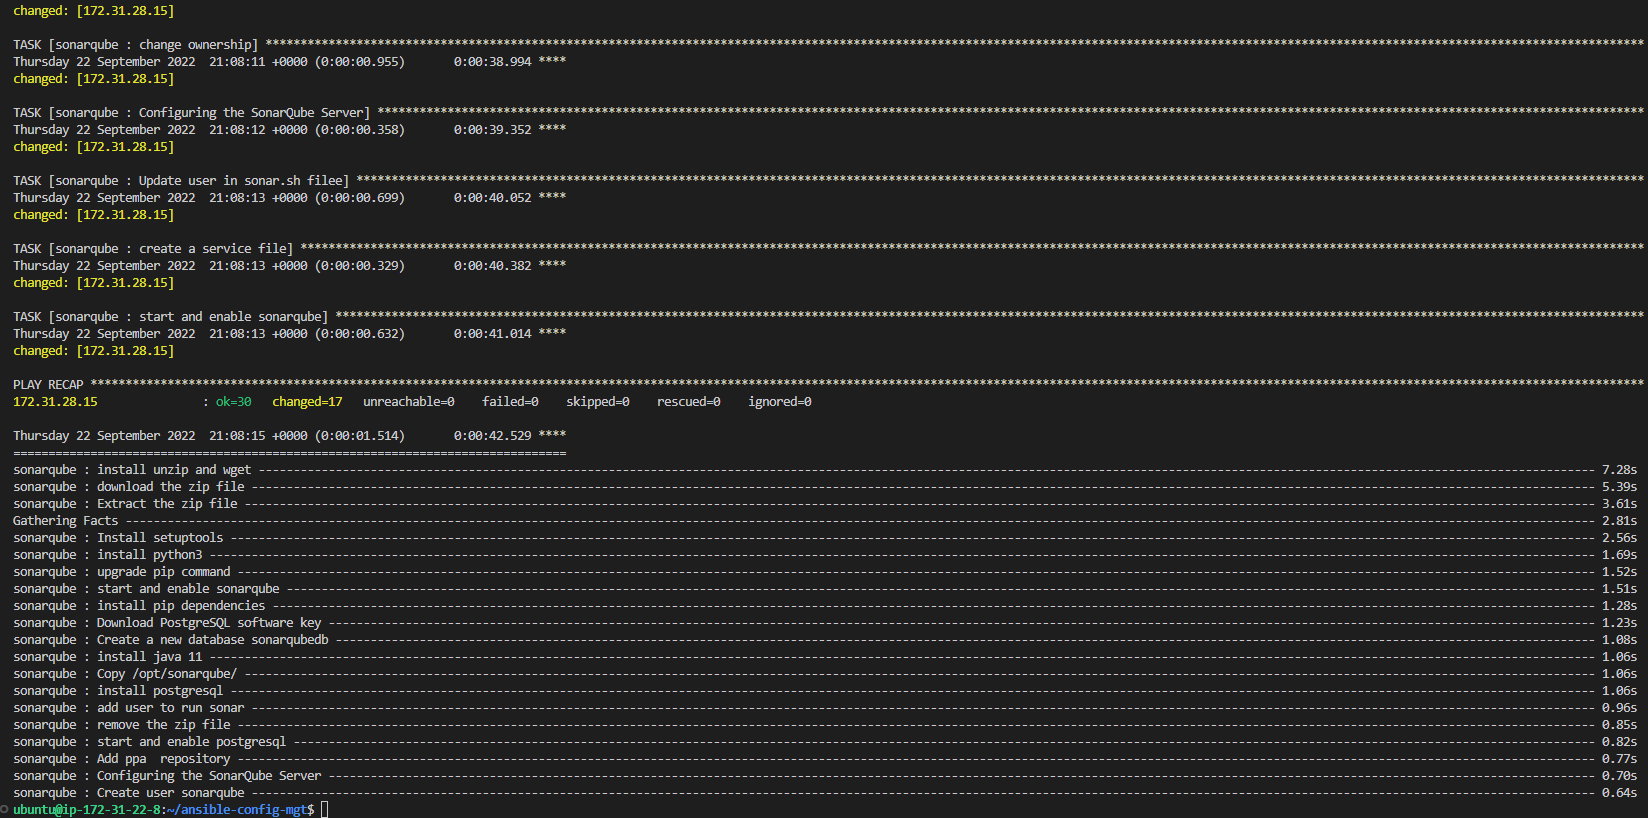 changed: [172.31.28.15]
TASK [sonarqube : change ownership] ****************************************************************************************************************************************************************************************************
Thursday 22 September 2022  21:08:11 +0000 (0:00:00.955)       0:00:38.994 ****
changed: [172.31.28.15]
TASK [sonarqube : Configuring the SonarQube Server] ************************************************************************************************************************************************************************************
Thursday 22 September 2022  21:08:12 +0000 (0:00:00.358)       0:00:39.352 ****
changed: [172.31.28.15]
TASK [sonarqube : Update user in sonar.sh filee] ***************************************************************************************************************************************************************************************
Thursday 22 September 2022  21:08:13 +0000 (0:00:00.699)       0:00:40.052 ****
changed: [172.31.28.15]
TASK [sonarqube : create a service file] ***********************************************************************************************************************************************************************************************
Thursday 22 September 2022  21:08:13 +0000 (0:00:00.329)       0:00:40.382 ****
changed: [172.31.28.15]
TASK [sonarqube : start and enable sonarqube] ******************************************************************************************************************************************************************************************
Thursday 22 September 2022  21:08:13 +0000 (0:00:00.632)       0:00:41.014 ****
changed: [172.31.28.15]
PLAY RECAP *****************************************************************************************************************************************************************************************************************************
172.31.28.15               : ok=30   changed=17   unreachable=0    failed=0    skipped=0    rescued=0    ignored=0
Thursday 22 September 2022  21:08:15 +0000 (0:00:01.514)       0:00:42.529 ****
===============================================================================
sonarqube : install unzip and wget ----------------------------------------------------------------------------------------------- 7.28s
sonarqube : download the zip file ------------------------------------------------------------------------------------------------ 5.39s
sonarqube : Extract the zip file ------------------------------------------------------------------------------------------------- 3.61s
Gathering Facts ------------------------------------------------------------------------------------------------------------------ 2.81s
sonarqube : Install setuptools --------------------------------------------------------------------------------------------------- 2.56s
sonarqube : install python3 ------------------------------------------------------------------------------------------------------ 1.69s
sonarqube : upgrade pip command -------------------------------------------------------------------------------------------------- 1.52s
sonarqube : start and enable sonarqube ------------------------------------------------------------------------------------------- 1.51s
sonarqube : install pip dependencies --------------------------------------------------------------------------------------------- 1.28s
sonarqube : Download PostgreSQL software key ------------------------------------------------------------------------------------- 1.23s
sonarqube : Create a new database sonarqubedb ------------------------------------------------------------------------------------ 1.08s
sonarqube : install java 11 ------------------------------------------------------------------------------------------------------ 1.06s
sonarqube : Copy /opt/sonarqube/ ------------------------------------------------------------------------------------------------- 1.06s
sonarqube : install postgresql --------------------------------------------------------------------------------------------------- 1.06s
sonarqube : add user to run sonar ------------------------------------------------------------------------------------------------ 0.96s
sonarqube : remove the zip file -------------------------------------------------------------------------------------------------- 0.85s
sonarqube : start and enable postgresql ------------------------------------------------------------------------------------------ 0.82s
sonarqube : Add ppa  repository -------------------------------------------------------------------------------------------------- 0.77s
sonarqube : Configuring the SonarQube Server ------------------------------------------------------------------------------------- 0.70s
sonarqube : Create user sonarqube ------------------------------------------------------------------------------------------------ 0.64s
ubuntu@ip-172-31-22-8:~/ansible-config-mgt$